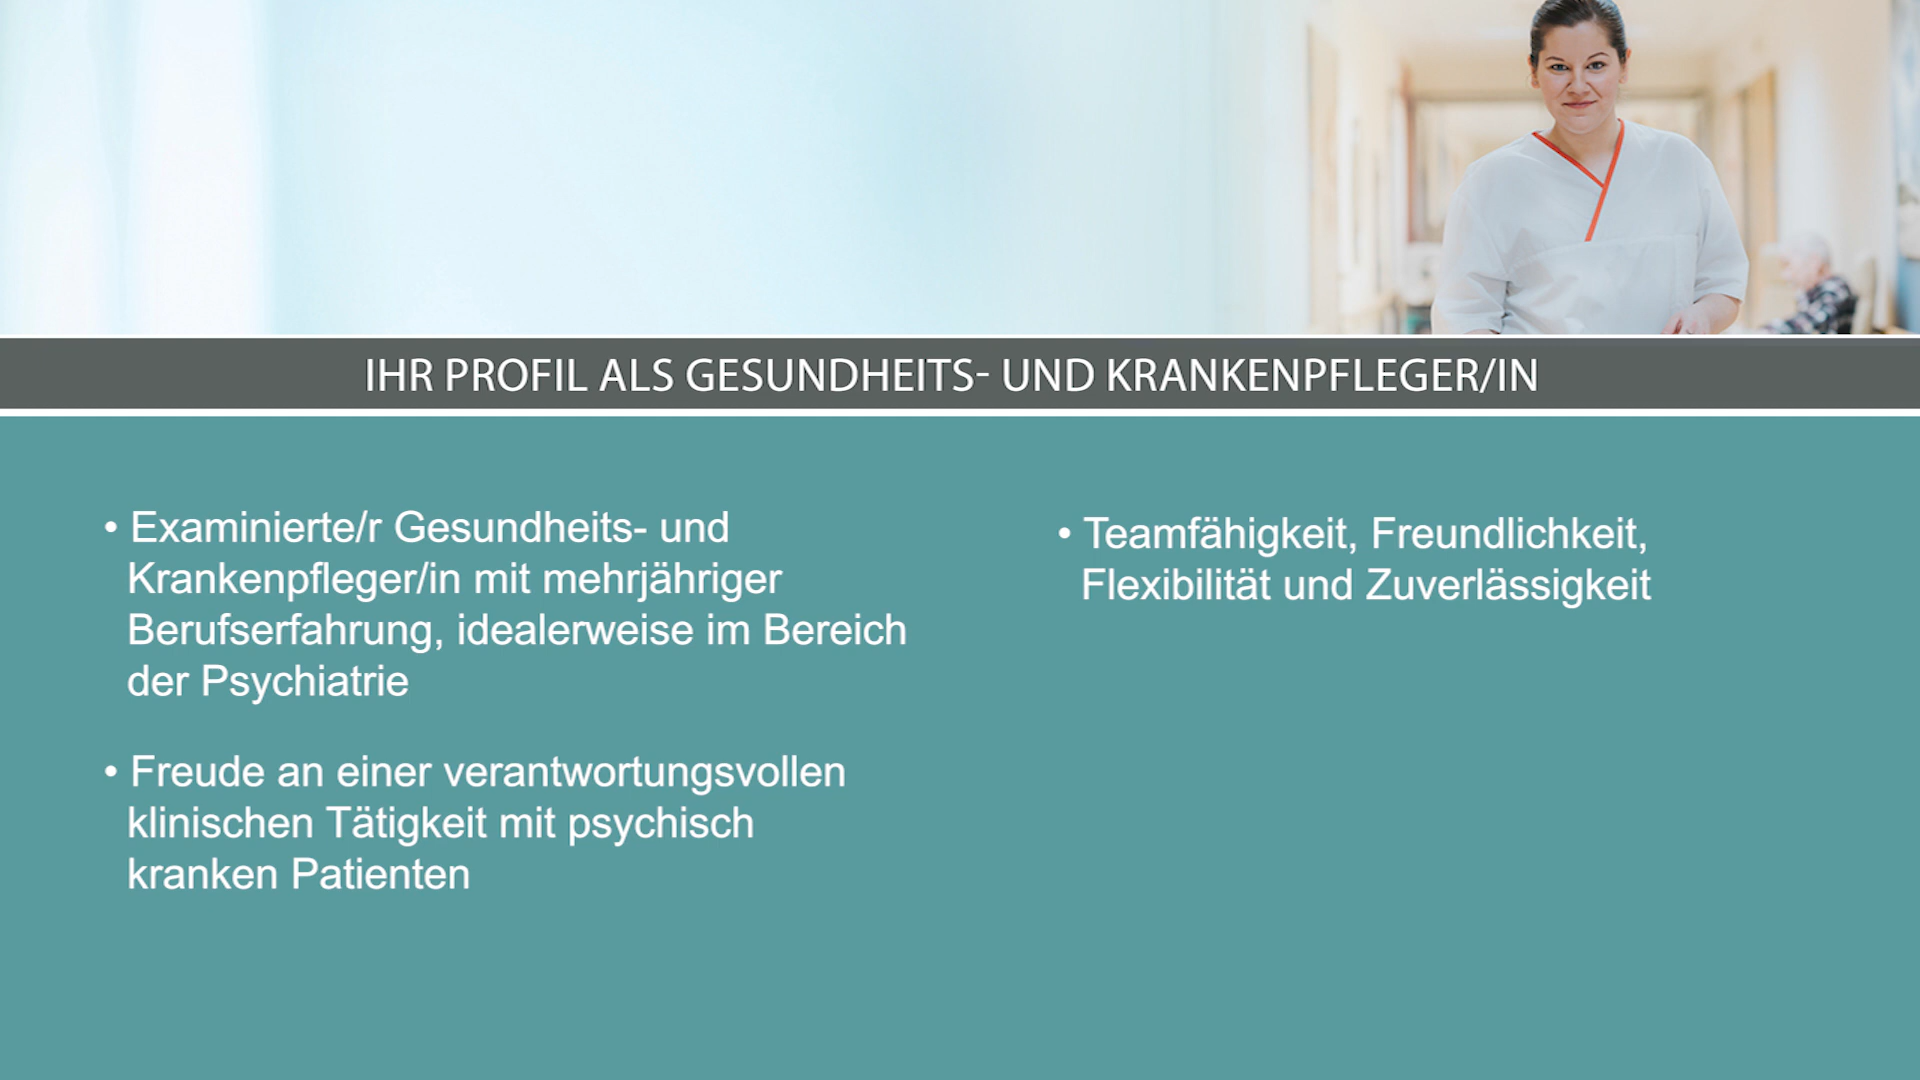 IHR PROFIL ALS GESUNDHEITS- UND KRANKENPFLEGER/IN
• Examinierte/r Gesundheits- und
Krankenpfleger/in mit mehrjähriger
Berufserfahrung, idealerweise im Bereich
der Psychiatrie
• Freude an einer verantwortungsvollen
klinischen Tätigkeit mit psychisch
kranken Patienten
• Teamfähigkeit, Freundlichkeit,
Flexibilität und Zuverlässigkeit